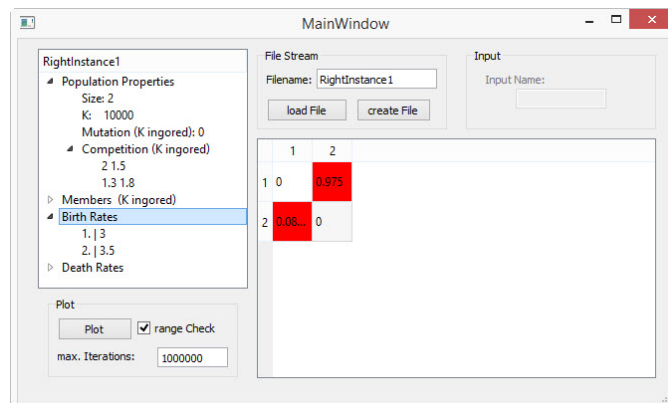 MainWindow
RightInstance1
Population Properties
Size: 2
K: 10000
Mutation (K ingored): 0
Competition (K ingored)
2 1.5
1.3 1.8
Members (K ingored)
Birth Rates
1. | 3
2. | 3.5
Death Rates
Plot
Plot
range Check
max. Iterations:
1000000
File Stream
Filename:
RightInstance1
load File
create File
Input
Input Name:
1 2
1 0 0.975
2 0.08... 0